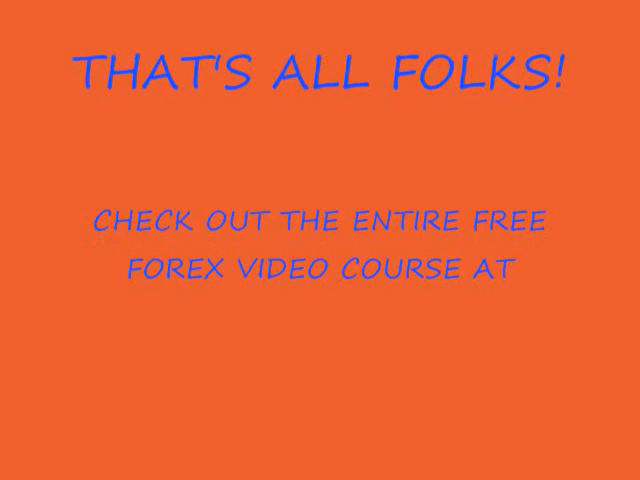 THAT'S ALL FOLKS!
CHECK OUT THE ENTIRE FREE
FOREX VIDEO COURSE AT